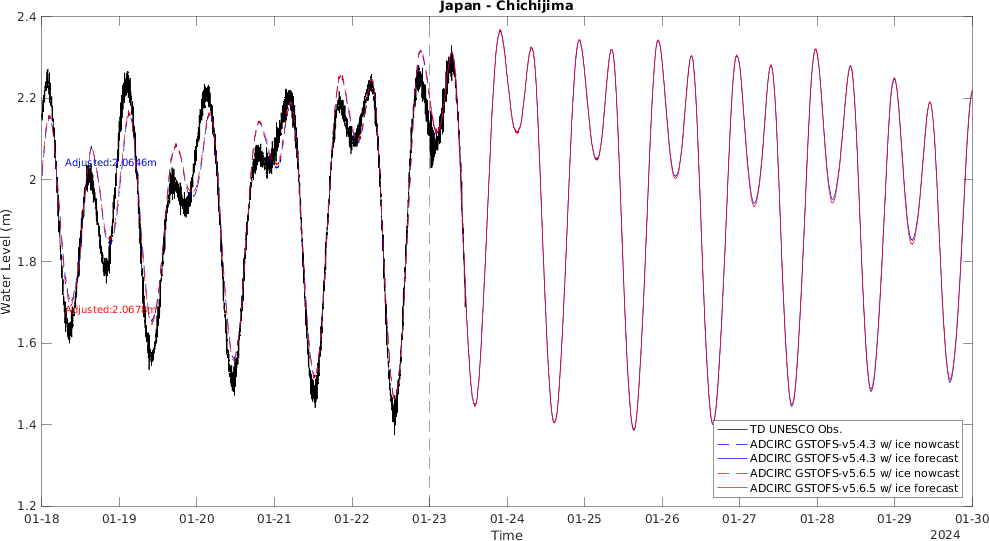 Japan - Chichijima
2.4
2.2
2
1.8
1.6
1.4
1.2
Water Level (m)
Adjusted:2.0646m
Adjusted:2.0678m
TD UNESCO Obs.
ADCIRC GSTOFS-v5.4.3 w/ ice nowcast
ADCIRC GSTOFS-v5.4.3 w/ ice forecast
ADCIRC GSTOFS-v5.6.5 w/ ice nowcast
ADCIRC GSTOFS-v5.6.5 w/ ice forecast
01-18 01-19 01-20 01-21 01-22 01-23 01-24 01-25 01-26 01-27 01-28 01-29 01-30
Time
2024